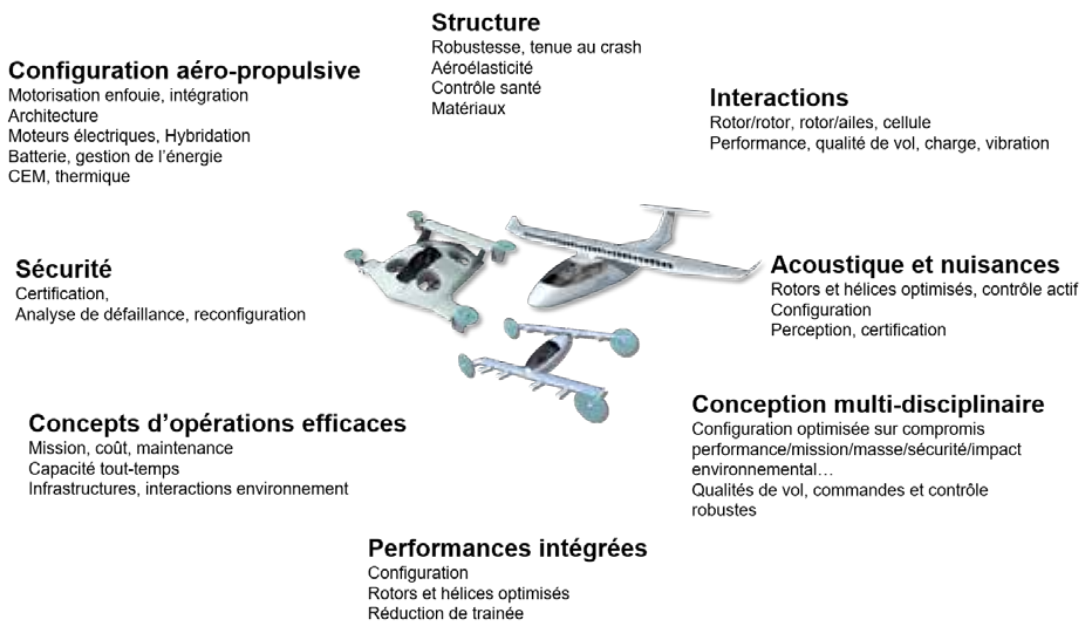 Structure
Robustesse, tenue au crash
Aéroélasticité
Contrôle santé
Matériaux
Configuration aéro-propulsive
Motorisation enfouie, intégration
Architecture
Moteurs électriques, Hybridation
Batterie, gestion de l'énergie
CEM, thermique
Interactions
Rotor/rotor, rotor/ailes, cellule
Performance, qualité de vol, charge, vibration
Sécurité
Certification,
Analyse de défaillance, reconfiguration
Acoustique et nuisances
Rotors et hélices optimisés, contrôle actif
Configuration
Perception, certification
Concepts d'opérations efficaces
Mission, coût, maintenance
Capacité tout-temps
Infrastructures, interactions environnement
Conception multi-disciplinaire
Configuration optimisée sur compromis
performance/mission/masse/sécurité/impact
environnemental…
Qualités de vol, commandes et contrôle
robustes
Performances intégrées
Configuration
Rotors et hélices optimisés
Réduction de trainée